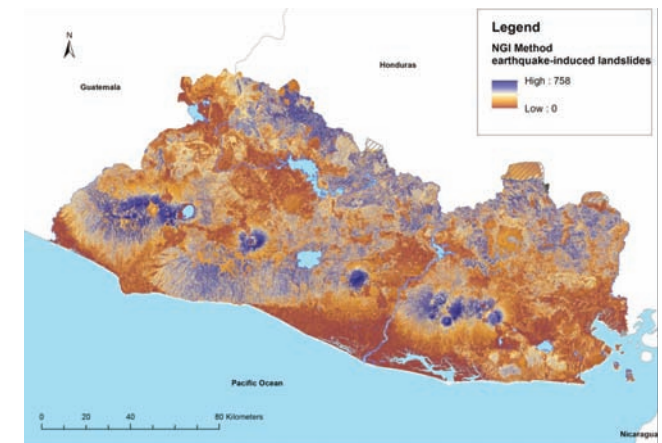 N
Guatemala
Honduras
Legend
NGI Method
earthquake-induced landslides
High : 758
Low : 0
Pacific Ocean
0 20 40 80 Kilometers
Nicaragua